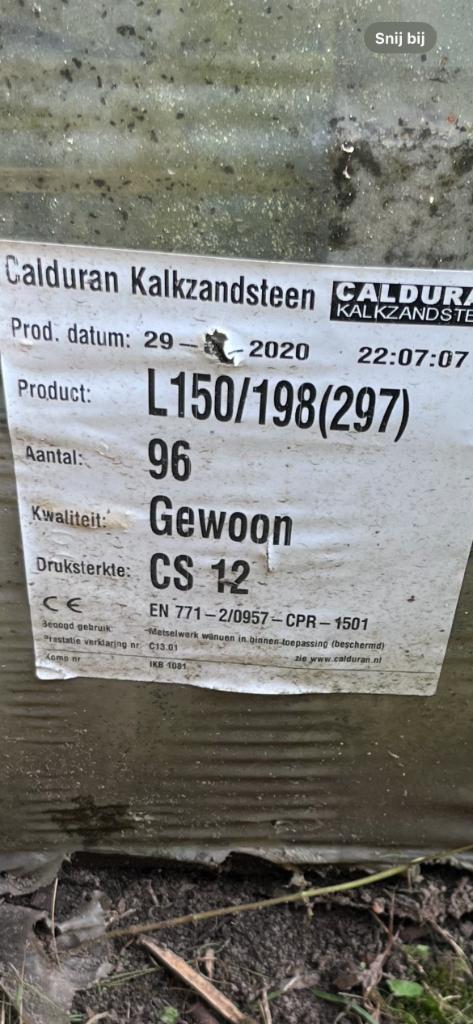 Snij bij
Calduran Kalkzandsteen
CALDURA
KALKZANDSTE
Prod. datum: 29 - 2020 22:07:07
Product: L150/198(297)
Aantal: 96
Kwaliteit: Gewoon
Druksterkte: CS 12
CE EN 771-2/0957-CPR-1501
Beoogd gebruik: Metselwerk wanden in binnen toepassing (beschermd)
Prestatie verklaring nr C13.01 zie www.calduran.nl
Komo nr IKB 1081